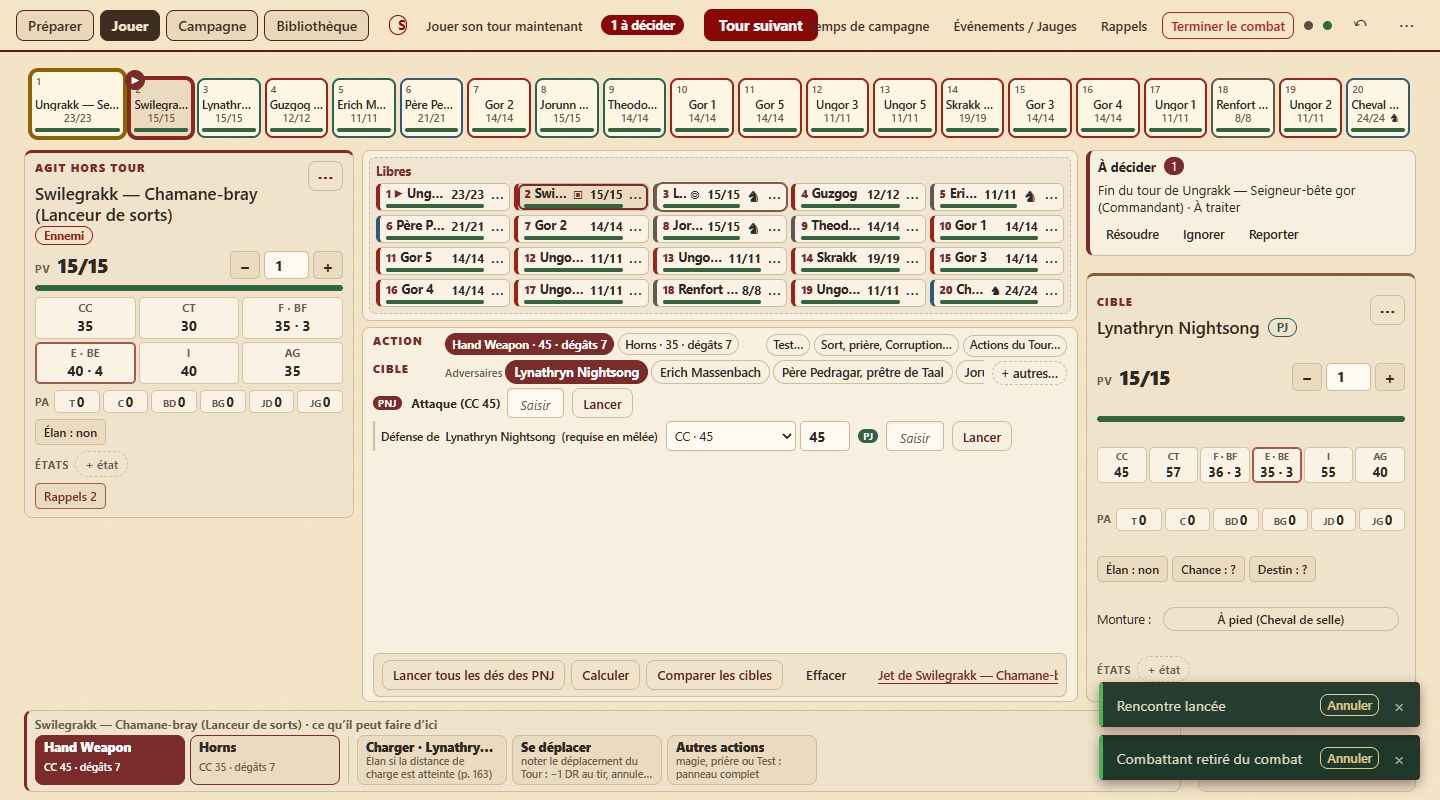 Préparer Jouer Campagne Bibliothèque S Jouer son tour maintenant 1 à décider Tour suivant emps de campagne Événements / Jauges Rappels Terminer le combat ↶ ...
1 Ungrakk — Se... 23/23
▶ 2 Swilegra... 15/15
3 Lynathr... 15/15
4 Guzgog ... 12/12
5 Erich M... 11/11
6 Père Pe... 21/21
7 Gor 2 14/14
8 Jorunn ... 15/15
9 Theodo... 14/14
10 Gor 1 14/14
11 Gor 5 14/14
12 Ungor 3 11/11
13 Ungor 5 11/11
14 Skrakk ... 19/19
15 Gor 3 14/14
16 Gor 4 14/14
17 Ungor 1 11/11
18 Renfort ... 8/8
19 Ungor 2 11/11
20 Cheval ... 24/24 ♞
AGIT HORS TOUR ...
Swilegrakk — Chamane-bray
(Lanceur de sorts)
Ennemi
PV 15/15 − 1 +
CC CT F · BF
35 30 35 · 3
E · BE I AG
40 · 4 40 35
PA T 0 C 0 BD 0 BG 0 JD 0 JG 0
Élan : non
ÉTATS + état
Rappels 2
Libres
1 ▶ Ung... 23/23 ... 2 Swi... ▣ 15/15 ... 3 L.. ◎ 15/15 ♞ ... 4 Guzgog 12/12 ... 5 Eri... 11/11 ♞ ...
6 Père P... 21/21 ... 7 Gor 2 14/14 ... 8 Jor... 15/15 ♞ ... 9 Theod... 14/14 ... 10 Gor 1 14/14 ...
11 Gor 5 14/14 ... 12 Ungo... 11/11 ... 13 Ungo... 11/11 ... 14 Skrakk 19/19 ... 15 Gor 3 14/14 ...
16 Gor 4 14/14 ... 17 Ungo... 11/11 ... 18 Renfort ... 8/8 ... 19 Ungo... 11/11 ... 20 Ch... ♞ 24/24 ...
ACTION Hand Weapon · 45 · dégâts 7 Horns · 35 · dégâts 7 Test... Sort, prière, Corruption... Actions du Tour...
CIBLE Adversaires Lynathryn Nightsong Erich Massenbach Père Pedragar, prêtre de Taal Jor + autres...
PNJ Attaque (CC 45) Saisir Lancer
Défense de Lynathryn Nightsong (requise en mêlée) CC · 45 45 PJ Saisir Lancer
Lancer tous les dés des PNJ Calculer Comparer les cibles Effacer Jet de Swilegrakk — Chamane-b
À décider 1
Fin du tour de Ungrakk — Seigneur-bête gor
(Commandant) · À traiter
Résoudre Ignorer Reporter
CIBLE ...
Lynathryn Nightsong PJ
PV 15/15 − 1 +
CC CT F · BF E · BE I AG
45 57 36 · 3 35 · 3 55 40
PA T 0 C 0 BD 0 BG 0 JD 0 JG 0
Élan : non Chance : ? Destin : ?
Monture : À pied (Cheval de selle)
ÉTATS + état
Swilegrakk — Chamane-bray (Lanceur de sorts) · ce qu'il peut faire d'ici
Hand Weapon
CC 45 · dégâts 7
Horns
CC 35 · dégâts 7
Charger · Lynathry...
Élan si la distance de
charge est atteinte (p. 163)
Se déplacer
noter le déplacement du
Tour : −1 DR au tir, annule...
Autres actions
magie, prière ou Test :
panneau complet
Rencontre lancée Annuler ×
Combattant retiré du combat Annuler ×